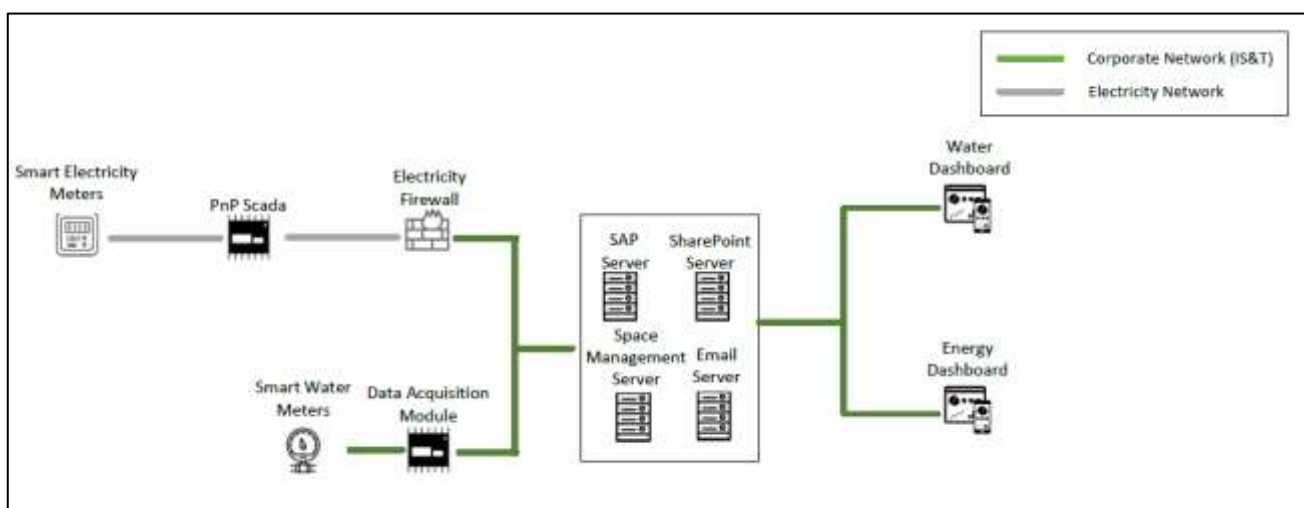 Corporate Network (IS&T)
Electricity Network
Smart Electricity
Meters
PnP Scada
Electricity
Firewall
Smart Water
Meters
Data Acquisition
Module
SAP
Server
SharePoint
Server
Space
Management
Server
Email
Server
Water
Dashboard
Energy
Dashboard